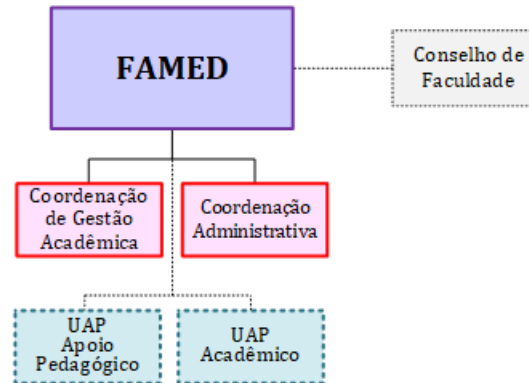 FAMED
Conselho de
Faculdade
Coordenação
de Gestão
Acadêmica
Coordenação
Administrativa
UAP
Apoio
Pedagógico
UAP
Acadêmico